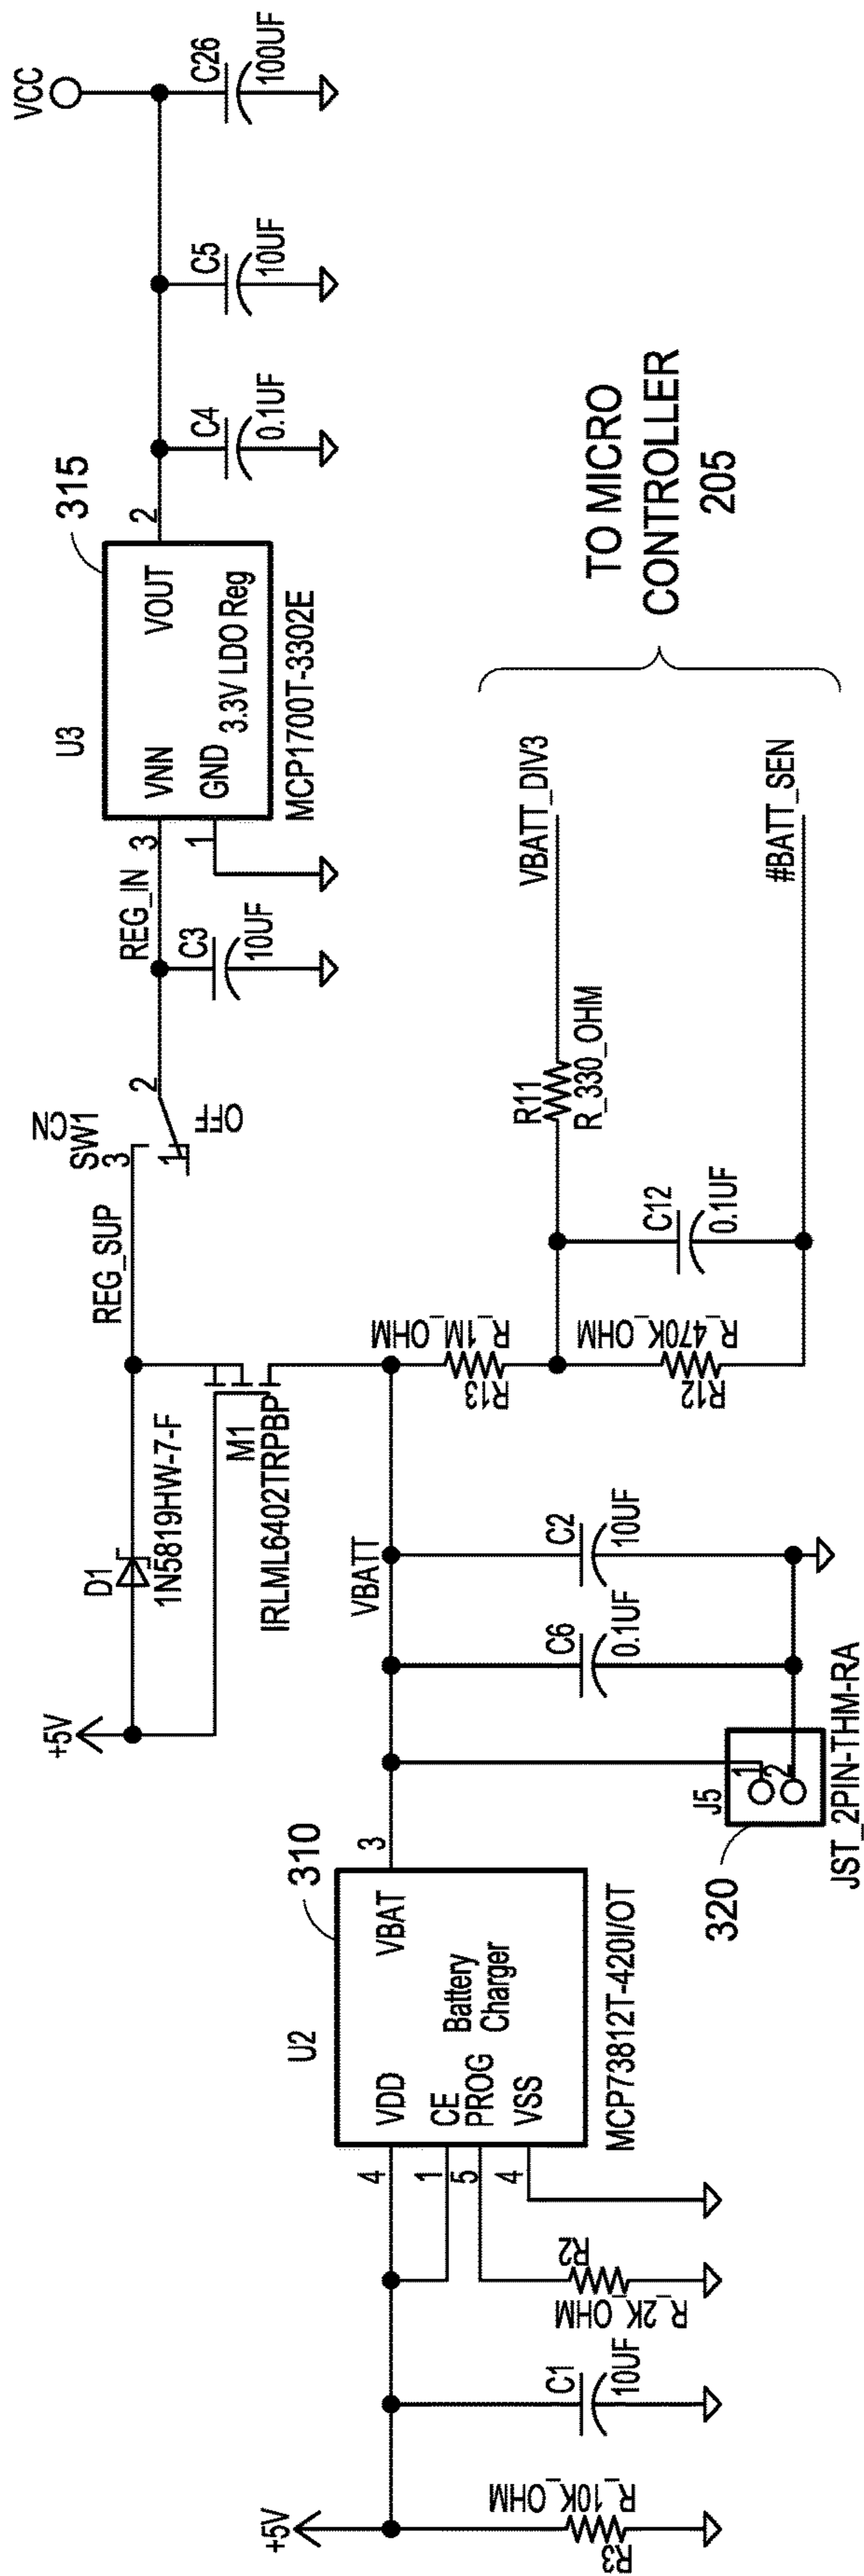 +5V
D1
1N5819HW-7-F
M1
IRLML6402TRPBP
REG_SUP
CN
SW1
3
1
2
OFF
REG_IN
C3
10UF
U3
3
VNN
VOUT
2
1
GND
3.3V LDO Reg
MCP1700T-3302E
315
C4
0.1UF
C5
10UF
C26
100UF
VCC
+5V
R3
R_10K_OHM
C1
10UF
R2
R_2K_OHM
U2
310
4
VDD
VBAT
3
1
CE
Battery
5
PROG
Charger
4
VSS
MCP73812T-420I/OT
VBATT
J5
1
2
320
JST_2PIN-THM-RA
C6
0.1UF
C2
10UF
R13
R_1M_OHM
R12
R_470K_OHM
C12
0.1UF
R11
R_330_OHM
VBATT_DIV3
#BATT_SEN
TO MICRO
CONTROLLER
205